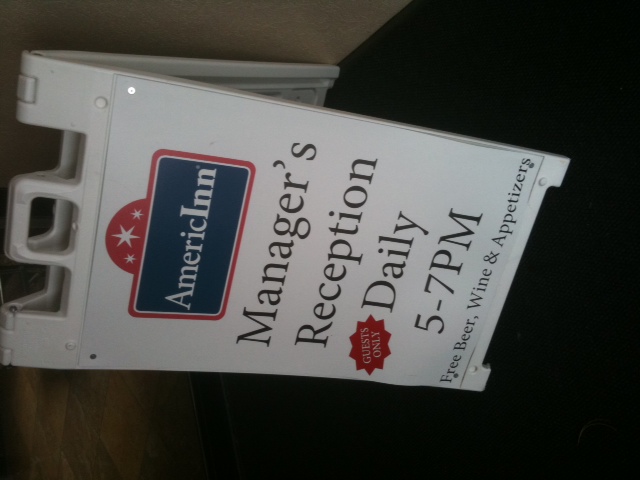 AmericInn
Manager's
Reception
GUESTS
ONLY
Daily
5-7PM
Free Beer, Wine & Appetizers